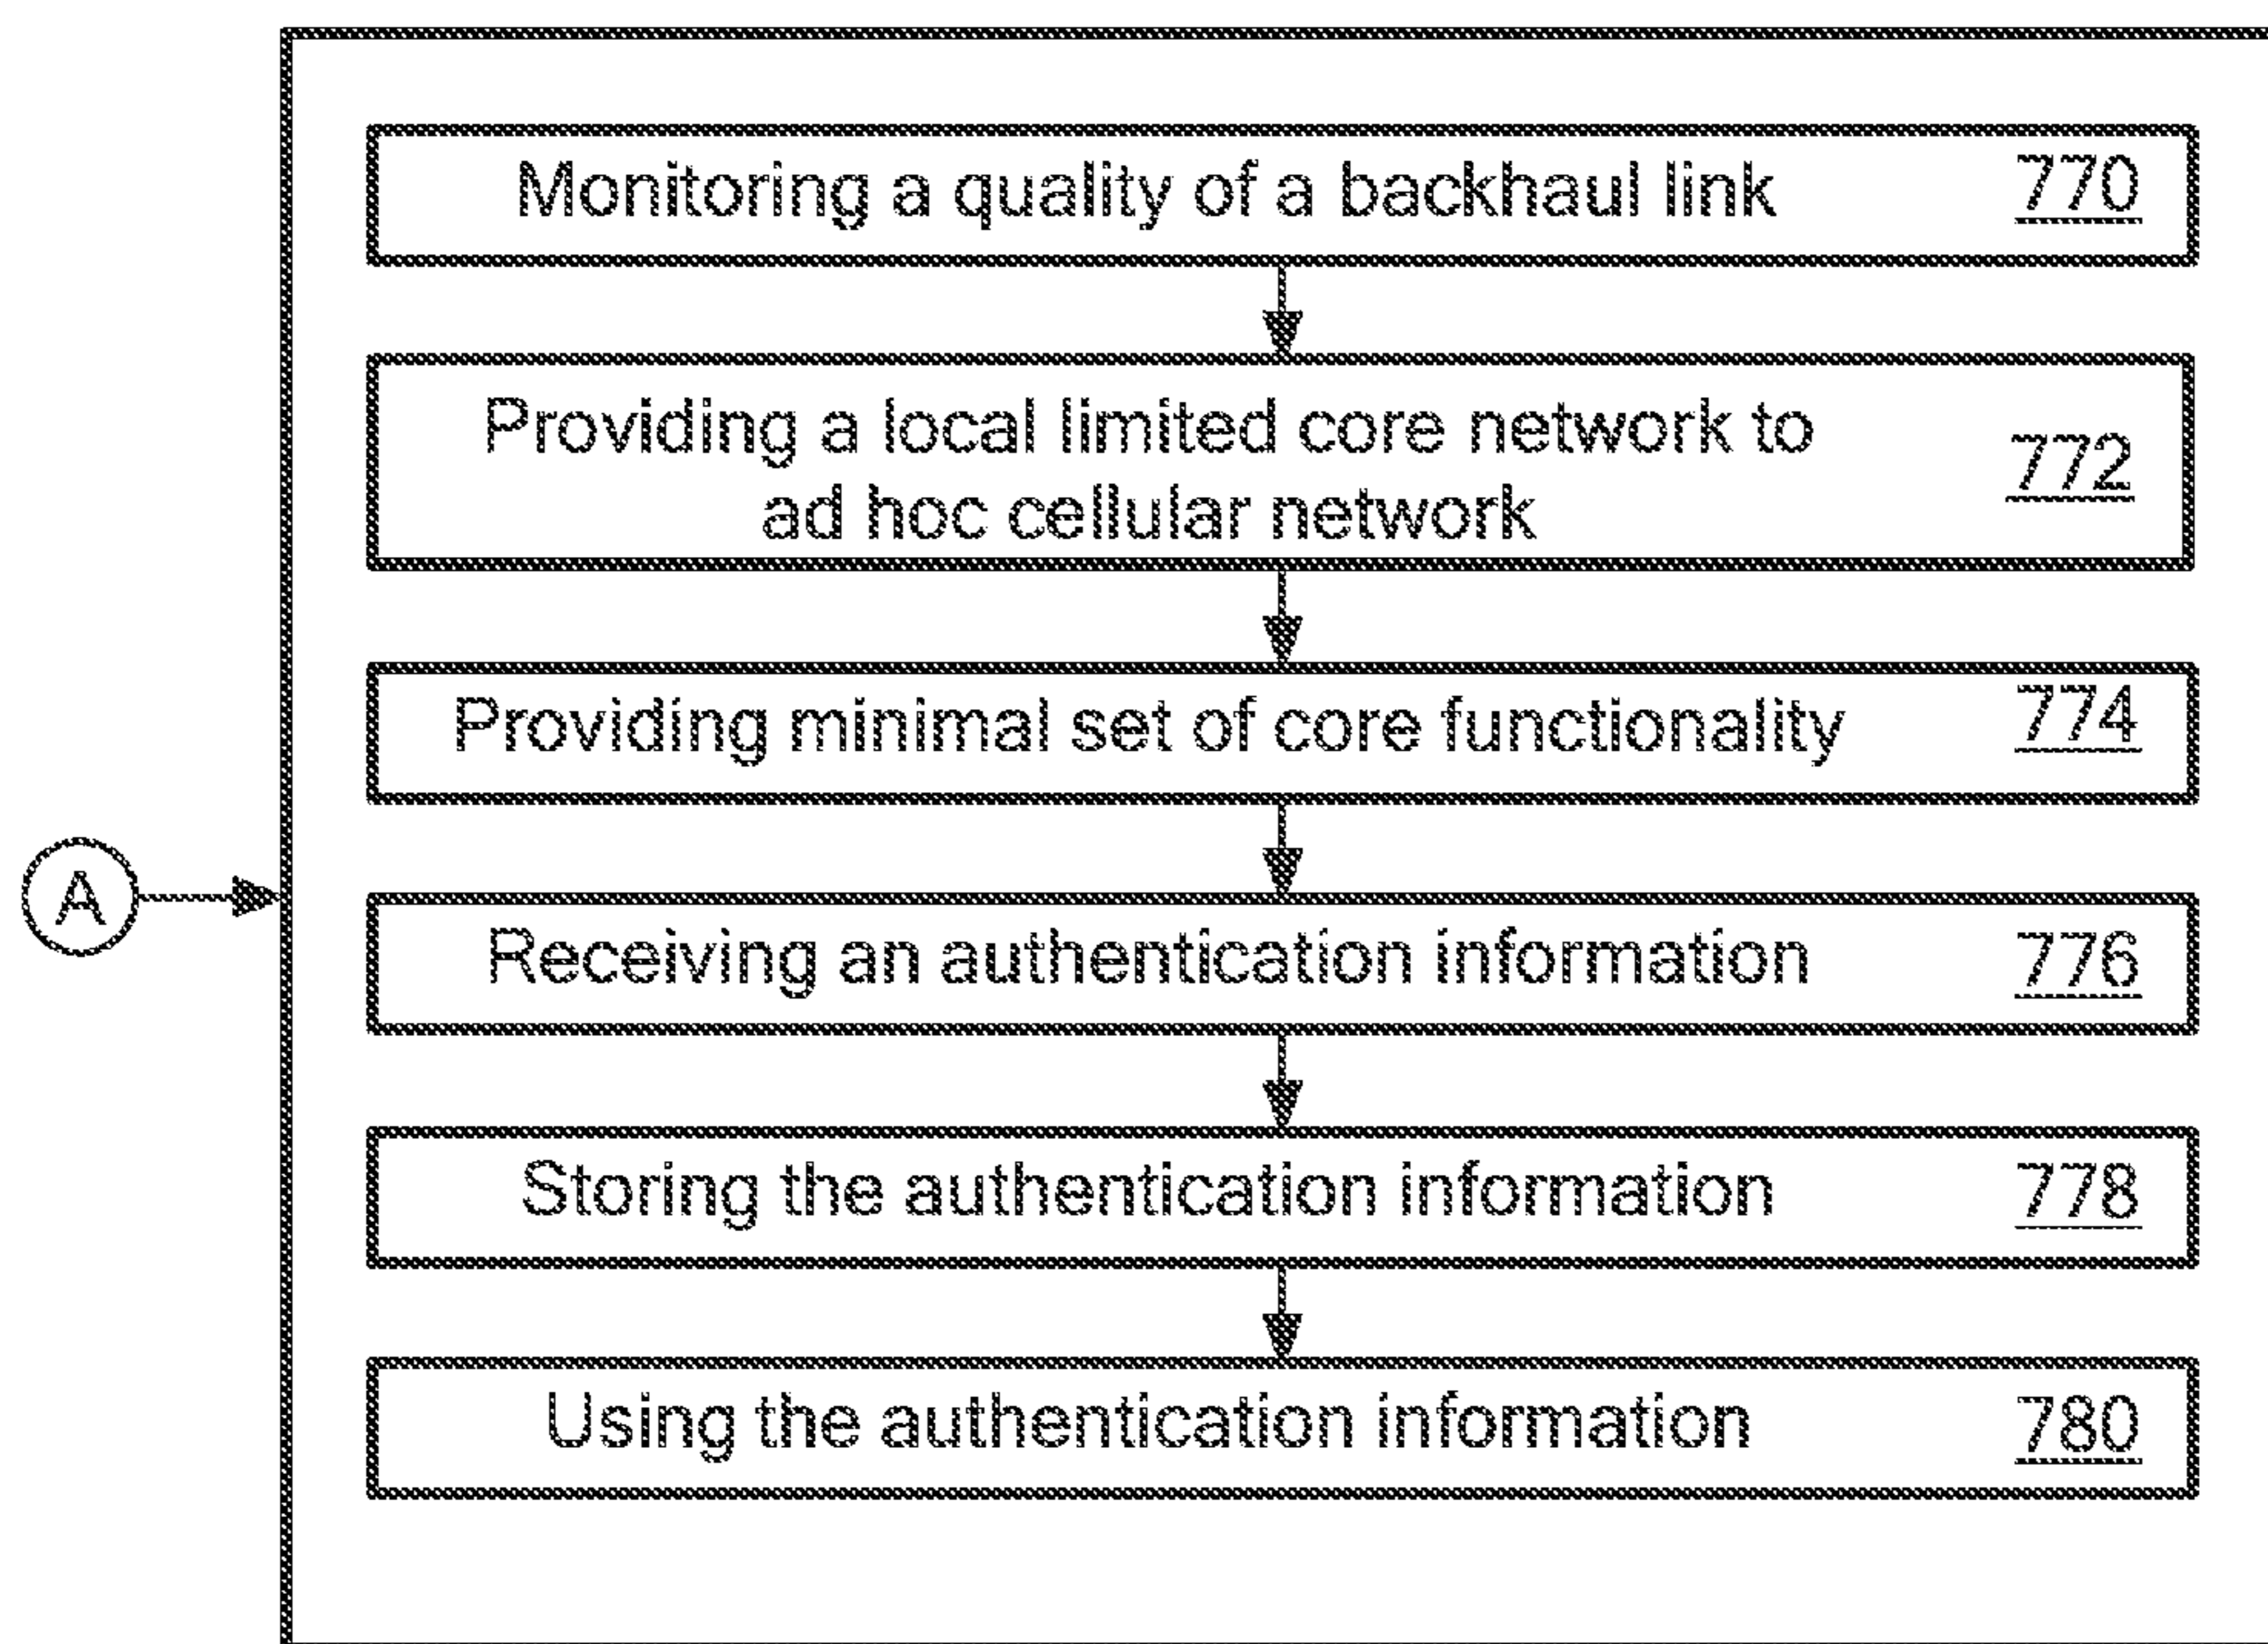 Monitoring a quality of a backhaul link 770
Providing a local limited core network to
ad hoc cellular network 772
Providing minimal set of core functionality 774
A
Receiving an authentication information 776
Storing the authentication information 778
Using the authentication information 780